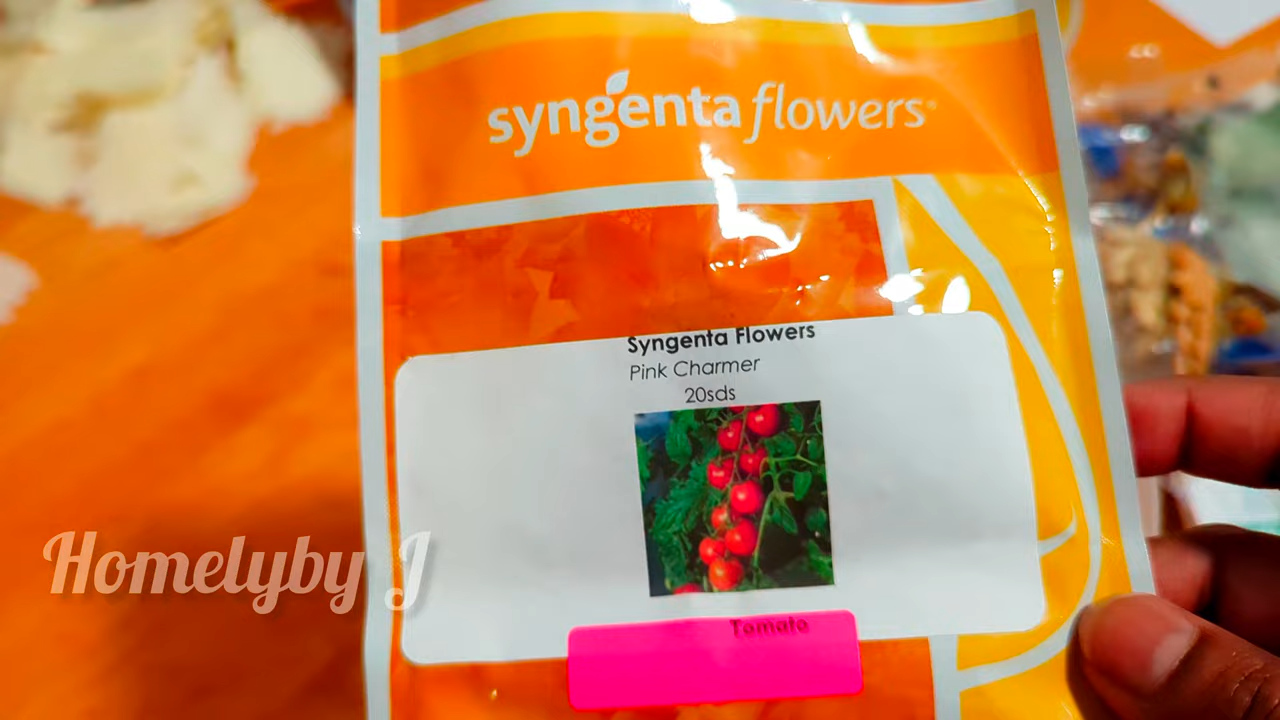 syngenta flowers
Syngenta Flowers
Pink Charmer
20sds
Tomato
Homelyby J